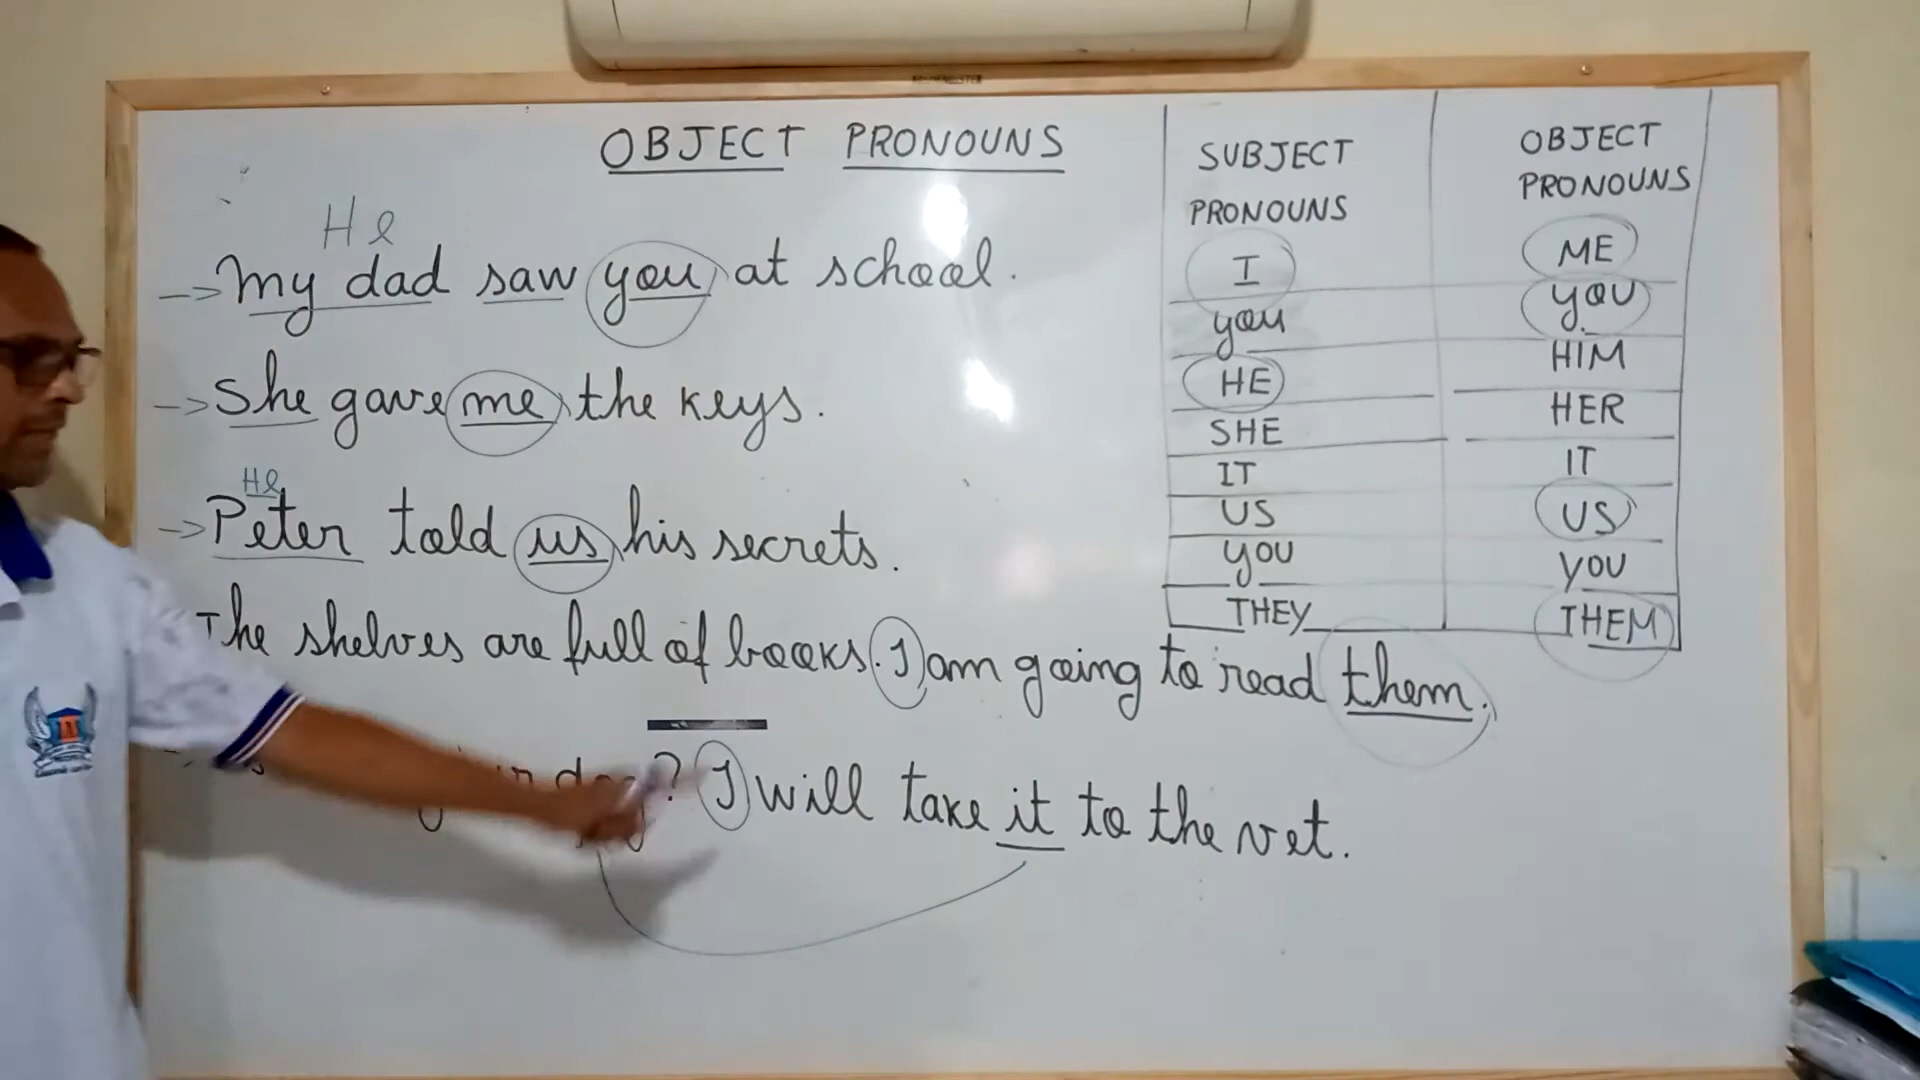 OBJECT PRONOUNS
He
-> My dad saw you at school.
-> She gave me the keys.
He
-> Peter told us his secrets.
The shelves are full of books. I am going to read them.
dog? I will take it to the vet.
SUBJECT PRONOUNS
I
you
HE
SHE
IT
US
you
THEY
OBJECT PRONOUNS
ME
you
HIM
HER
IT
US
you
THEM